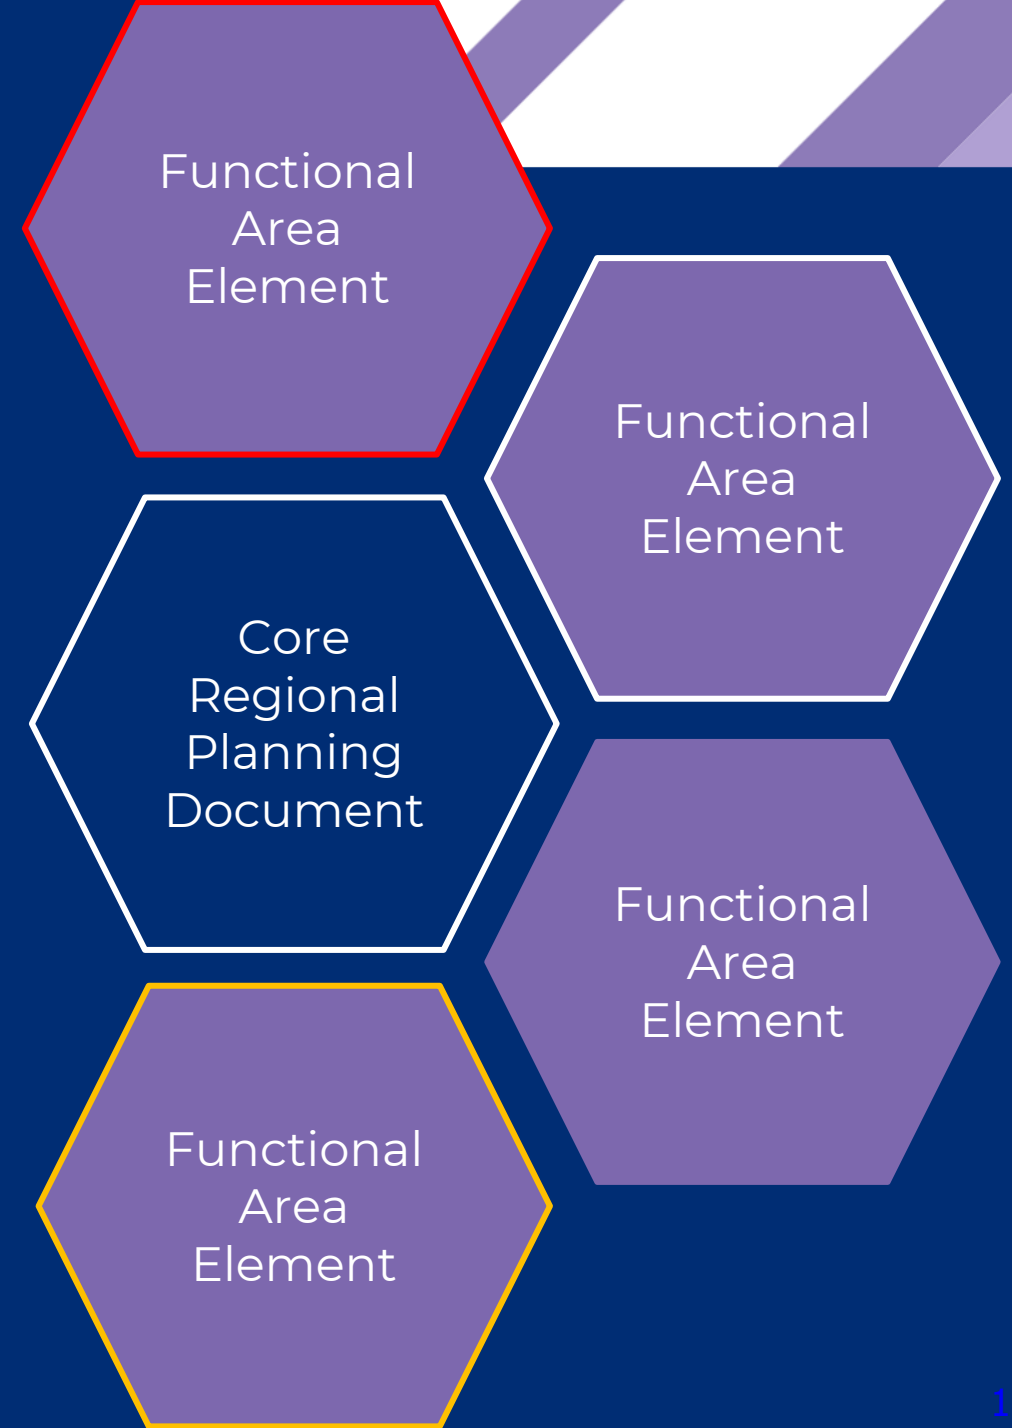 Functional
Area
Element
Functional
Area
Element
Core
Regional
Planning
Document
Functional
Area
Element
Functional
Area
Element
1